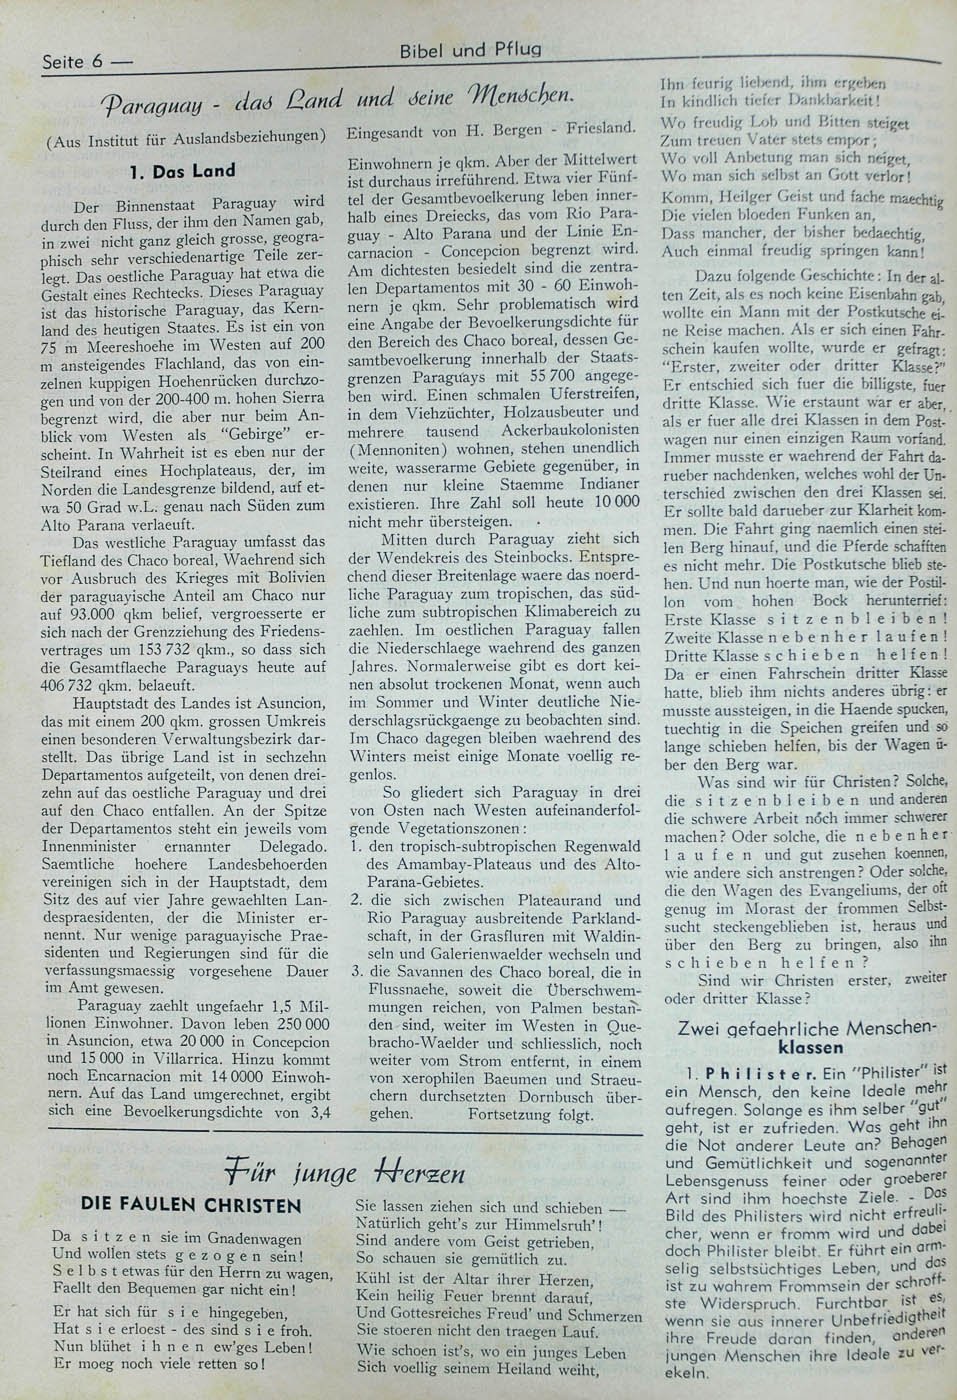 Seite 6 —
Bibel und Pflug
Paraguay - das Land und seine Menschen.
(Aus Institut für Auslandsbeziehungen)
Eingesandt von H. Bergen - Friesland.
1. Das Land
Der Binnenstaat Paraguay wird
durch den Fluss, der ihm den Namen gab,
in zwei nicht ganz gleich grosse, geogra-
phisch sehr verschiedenartige Teile zer-
legt. Das oestliche Paraguay hat etwa die
Gestalt eines Rechtecks. Dieses Paraguay
ist das historische Paraguay, das Kern-
land des heutigen Staates. Es ist ein von
75 m Meereshoehe im Westen auf 200
m ansteigendes Flachland, das von ein-
zelnen kuppigen Hoehenrücken durchzo-
gen und von der 200-400 m. hohen Sierra
begrenzt wird, die aber nur beim An-
blick vom Westen als "Gebirge" er-
scheint. In Wahrheit ist es eben nur der
Steilrand eines Hochplateaus, der, im
Norden die Landesgrenze bildend, auf et-
wa 50 Grad w.L. genau nach Süden zum
Alto Parana verlaeuft.
Das westliche Paraguay umfasst das
Tiefland des Chaco boreal, Waehrend sich
vor Ausbruch des Krieges mit Bolivien
der paraguayische Anteil am Chaco nur
auf 93.000 qkm belief, vergroesserte er
sich nach der Grenzziehung des Friedens-
vertrages um 153 732 qkm., so dass sich
die Gesamtflaeche Paraguays heute auf
406 732 qkm. belaeuft.
Hauptstadt des Landes ist Asuncion,
das mit einem 200 qkm. grossen Umkreis
einen besonderen Verwaltungsbezirk dar-
stellt. Das übrige Land ist in sechzehn
Departamentos aufgeteilt, von denen drei-
zehn auf das oestliche Paraguay und drei
auf den Chaco entfallen. An der Spitze
der Departamentos steht ein jeweils vom
Innenminister ernannter Delegado.
Saemtliche hoehere Landesbehoerden
vereinigen sich in der Hauptstadt, dem
Sitz des auf vier Jahre gewaehlten Lan-
despraesidenten, der die Minister er-
nennt. Nur wenige paraguayische Prae-
sidenten und Regierungen sind für die
verfassungsmaessig vorgesehene Dauer
im Amt gewesen.
Paraguay zaehlt ungefaehr 1,5 Mil-
lionen Einwohner. Davon leben 250 000
in Asuncion, etwa 20 000 in Concepcion
und 15 000 in Villarrica. Hinzu kommt
noch Encarnacion mit 14 0000 Einwoh-
nern. Auf das Land umgerechnet, ergibt
sich eine Bevoelkerungsdichte von 3,4
Einwohnern je qkm. Aber der Mittelwert
ist durchaus irreführend. Etwa vier Fünf-
tel der Gesamtbevoelkerung leben inner-
halb eines Dreiecks, das vom Rio Para-
guay - Alto Parana und der Linie En-
carnacion - Concepcion begrenzt wird.
Am dichtesten besiedelt sind die zentra-
len Departamentos mit 30 - 60 Einwoh-
nern je qkm. Sehr problematisch wird
eine Angabe der Bevoelkerungsdichte für
den Bereich des Chaco boreal, dessen Ge-
samtbevoelkerung innerhalb der Staats-
grenzen Paraguays mit 55 700 angege-
ben wird. Einen schmalen Uferstreifen,
in dem Viehzüchter, Holzausbeuter und
mehrere tausend Ackerbaukolonisten
(Mennoniten) wohnen, stehen unendlich
weite, wasserarme Gebiete gegenüber, in
denen nur kleine Staemme Indianer
existieren. Ihre Zahl soll heute 10 000
nicht mehr übersteigen.
Mitten durch Paraguay zieht sich
der Wendekreis des Steinbocks. Entspre-
chend dieser Breitenlage waere das noerd-
liche Paraguay zum tropischen, das süd-
liche zum subtropischen Klimabereich zu
zaehlen. Im oestlichen Paraguay fallen
die Niederschlaege waehrend des ganzen
Jahres. Normalerweise gibt es dort kei-
nen absolut trockenen Monat, wenn auch
im Sommer und Winter deutliche Nie-
derschlagsrückgaenge zu beobachten sind.
Im Chaco dagegen bleiben waehrend des
Winters meist einige Monate voellig re-
genlos.
So gliedert sich Paraguay in drei
von Osten nach Westen aufeinanderfol-
gende Vegetationszonen:
1. den tropisch-subtropischen Regenwald
des Amambay-Plateaus und des Alto-
Parana-Gebietes.
2. die sich zwischen Plateaurand und
Rio Paraguay ausbreitende Parkland-
schaft, in der Grasfluren mit Waldin-
seln und Galerienwaelder wechseln und
3. die Savannen des Chaco boreal, die in
Flussnaehe, soweit die Überschwem-
mungen reichen, von Palmen bestan-
den sind, weiter im Westen in Que-
bracho-Waelder und schliesslich, noch
weiter vom Strom entfernt, in einem
von xerophilen Baeumen und Straeu-
chern durchsetzten Dornbusch über-
gehen. Fortsetzung folgt.
Für junge Herzen
DIE FAULEN CHRISTEN
Da s i t z e n sie im Gnadenwagen
Und wollen stets g e z o g e n sein!
S e l b s t etwas für den Herrn zu wagen,
Faellt den Bequemen gar nicht ein!
Er hat sich für s i e hingegeben,
Hat s i e erloest - des sind s i e froh.
Nun blühet i h n e n ew'ges Leben!
Er moeg noch viele retten so!
Sie lassen ziehen sich und schieben —
Natürlich geht's zur Himmelsruh'!
Sind andere vom Geist getrieben,
So schauen sie gemütlich zu.
Kühl ist der Altar ihrer Herzen,
Kein heilig Feuer brennt darauf,
Und Gottesreiches Freud' und Schmerzen
Sie stoeren nicht den traegen Lauf.
Wie schoen ist's, wo ein junges Leben
Sich voellig seinem Heiland weiht,
Ihn feurig liebend, ihm ergeben
In kindlich tiefer Dankbarkeit!
Wo freudig Lob und Bitten steiget
Zum treuen Vater stets empor;
Wo voll Anbetung man sich neiget,
Wo man sich selbst an Gott verlor!
Komm, Heilger Geist und fache maechtig
Die vielen bloeden Funken an,
Dass mancher, der bisher bedaechtig,
Auch einmal freudig springen kann!
Dazu folgende Geschichte: In der al-
ten Zeit, als es noch keine Eisenbahn gab,
wollte ein Mann mit der Postkutsche ei-
ne Reise machen. Als er sich einen Fahr-
schein kaufen wollte, wurde er gefragt:
"Erster, zweiter oder dritter Klasse?"
Er entschied sich fuer die billigste, fuer
dritte Klasse. Wie erstaunt war er aber,
als er fuer alle drei Klassen in dem Post-
wagen nur einen einzigen Raum vorfand.
Immer musste er waehrend der Fahrt da-
rueber nachdenken, welches wohl der Un-
terschied zwischen den drei Klassen sei.
Er sollte bald darueber zur Klarheit kom-
men. Die Fahrt ging naemlich einen stei-
len Berg hinauf, und die Pferde schafften
es nicht mehr. Die Postkutsche blieb ste-
hen. Und nun hoerte man, wie der Postil-
lon vom hohen Bock herunterrief:
Erste Klasse s i t z e n b l e i b e n !
Zweite Klasse n e b e n h e r l a u f e n !
Dritte Klasse s c h i e b e n h e l f e n !
Da er einen Fahrschein dritter Klasse
hatte, blieb ihm nichts anderes übrig: er
musste aussteigen, in die Haende spucken,
tuechtig in die Speichen greifen und so
lange schieben helfen, bis der Wagen ü-
ber den Berg war.
Was sind wir für Christen? Solche,
die s i t z e n b l e i b e n und anderen
die schwere Arbeit nöch immer schwerer
machen? Oder solche, die n e b e n h e r
l a u f e n und gut zusehen koennen,
wie andere sich anstrengen? Oder solche,
die den Wagen des Evangeliums, der oft
genug im Morast der frommen Selbst-
sucht steckengeblieben ist, heraus und
über den Berg zu bringen, also ihn
s c h i e b e n h e l f e n ?
Sind wir Christen erster, zweiter
oder dritter Klasse?
Zwei gefaehrliche Menschen-
klassen
1. P h i l i s t e r. Ein "Philister" ist
ein Mensch, den keine Ideale mehr
aufregen. Solange es ihm selber "gut"
geht, ist er zufrieden. Was geht ihn
die Not anderer Leute an? Behagen
und Gemütlichkeit und sogenannter
Lebensgenuss feiner oder groeberer
Art sind ihm hoechste Ziele. - Das
Bild des Philisters wird nicht erfreuli-
cher, wenn er fromm wird und dabei
doch Philister bleibt. Er führt ein arm-
selig selbstsüchtiges Leben, und das
ist zu wahrem Frommsein der schroff-
ste Widerspruch. Furchtbar ist es,
wenn sie aus innerer Unbefriedigtheit
ihre Freude daran finden, anderen
jungen Menschen ihre Ideale zu ver-
ekeln.